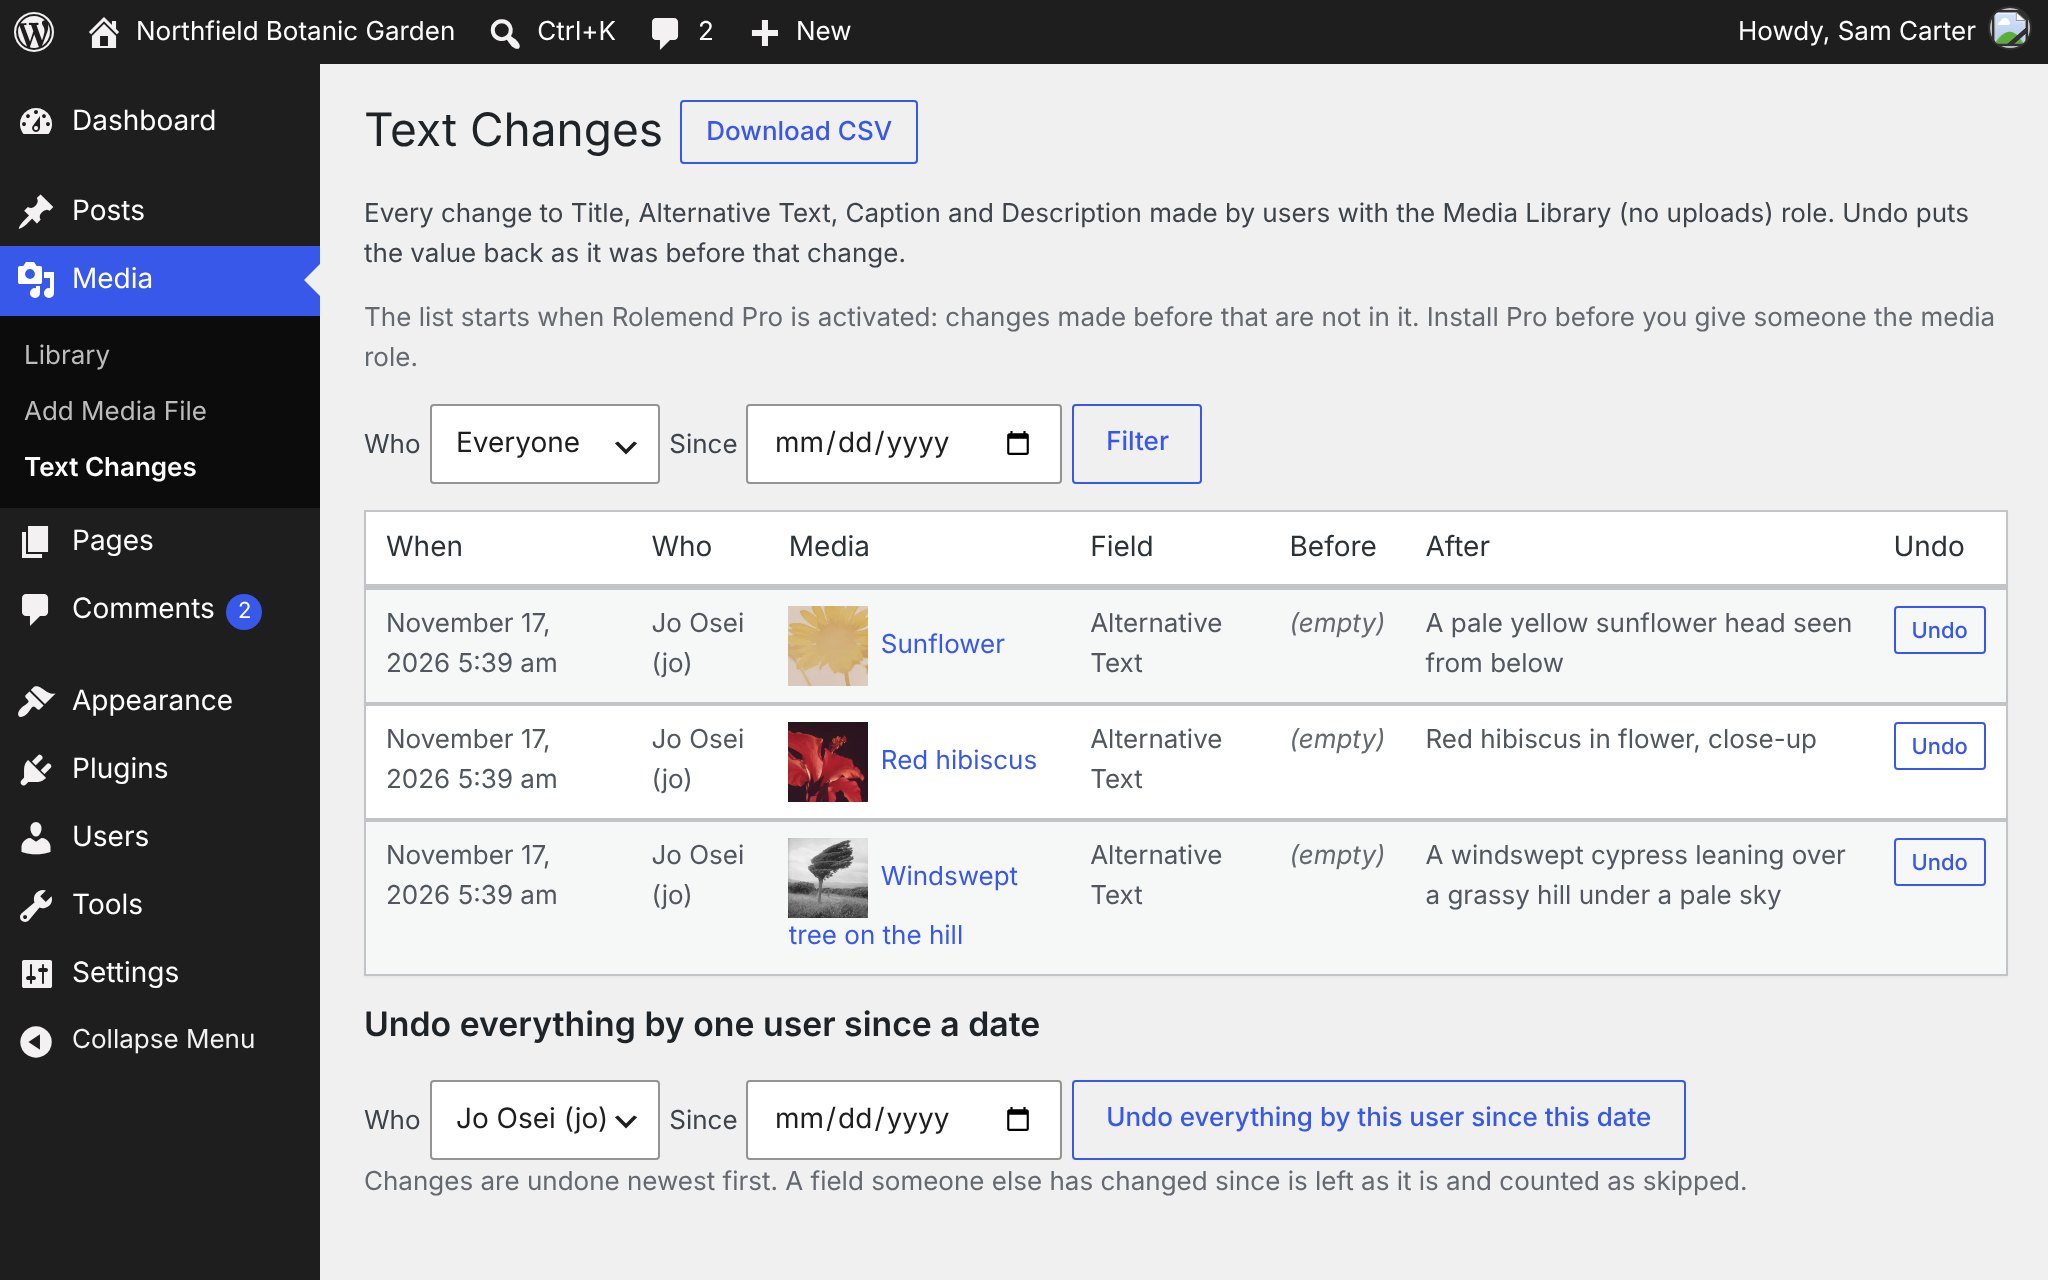 Northfield Botanic Garden Ctrl+K 2 New Howdy, Sam Carter
Dashboard
Posts
Media
Library
Add Media File
Text Changes
Pages
Comments 2
Appearance
Plugins
Users
Tools
Settings
Collapse Menu
Text Changes Download CSV
Every change to Title, Alternative Text, Caption and Description made by users with the Media Library (no uploads) role. Undo puts
the value back as it was before that change.
The list starts when Rolemend Pro is activated: changes made before that are not in it. Install Pro before you give someone the media
role.
Who Everyone Since mm/dd/yyyy Filter
When Who Media Field Before After Undo
November 17, Jo Osei Sunflower Alternative (empty) A pale yellow sunflower head seen Undo
2026 5:39 am (jo) Text from below
November 17, Jo Osei Red hibiscus Alternative (empty) Red hibiscus in flower, close-up Undo
2026 5:39 am (jo) Text
November 17, Jo Osei Windswept Alternative (empty) A windswept cypress leaning over Undo
2026 5:39 am (jo) Text a grassy hill under a pale sky
tree on the hill
Undo everything by one user since a date
Who Jo Osei (jo) Since mm/dd/yyyy Undo everything by this user since this date
Changes are undone newest first. A field someone else has changed since is left as it is and counted as skipped.